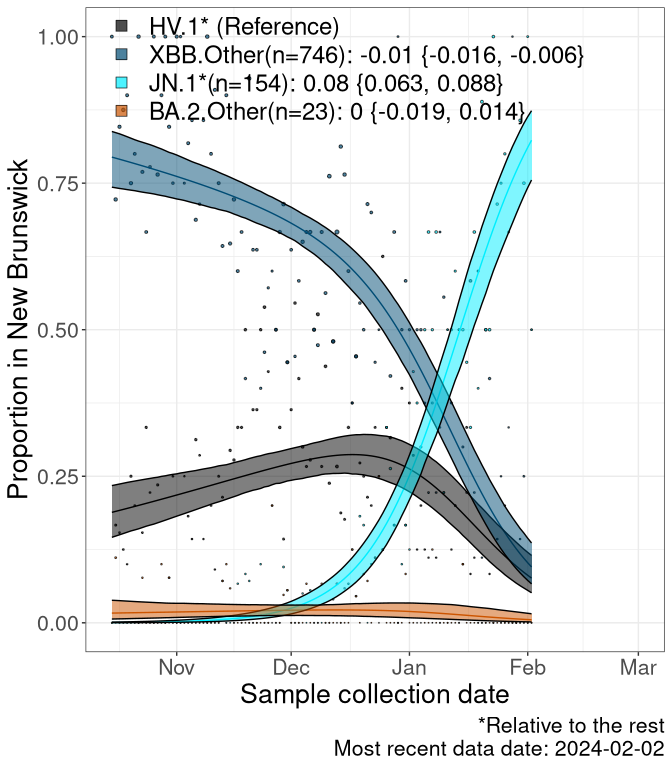 HV.1* (Reference)
XBB.Other(n=746): -0.01 {-0.016, -0.006}
JN.1*(n=154): 0.08 {0.063, 0.088}
BA.2.Other(n=23): 0 {-0.019, 0.014}
1.00
0.75
0.50
0.25
0.00
Proportion in New Brunswick
Nov Dec Jan Feb Mar
Sample collection date
*Relative to the rest
Most recent data date: 2024-02-02